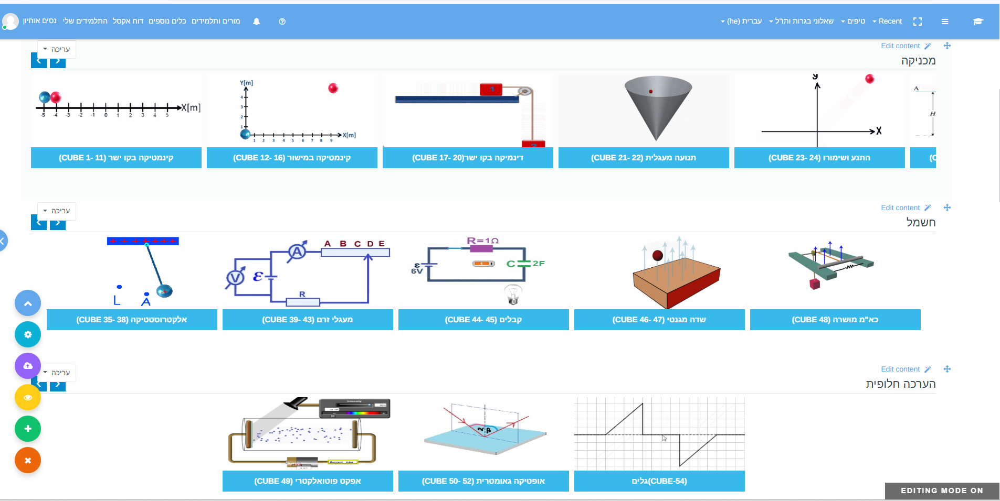 Recent טיפים שאלוני בגרות ותו"ל עברית (he)
מורים ותלמידים כלים נוספים דוח אקסל התלמידים שלי נסים אוחיון
Edit content
עריכה
מכניקה
X[m]
-5 -4 -3 -2 -1 0 1 2 3 4 5
Y[m]
4
3
2
1
1 2 3 4 5 6 7 8 9
X[m]
1
2
y
X
A
H
קינמטיקה בקו ישר (CUBE 1- 11)
קינמטיקה במישור (CUBE 12- 16)
דינמיקה בקו ישר(CUBE 17- 20)
תנועה מעגלית (CUBE 21- 22)
התנע ושימורו (CUBE 23- 24)
Edit content
עריכה
חשמל
+ + + + + + +
L
A
A B C D E
A
V
ε
R
R=1Ω
ε
6V
C 2F
אלקטרוסטטיקה (CUBE 35- 38)
מעגלי זרם (CUBE 39- 43)
קבלים (CUBE 44- 45)
שדה מגנטי (CUBE 46- 47)
כא"מ מושרה (CUBE 48)
Edit content
עריכה
הערכה חלופית
Intensity
Current:
α β
אפקט פוטואלקטרי (CUBE 49)
אופטיקה גאומטרית (CUBE 50- 52)
גלים(CUBE-54)
EDITING MODE ON